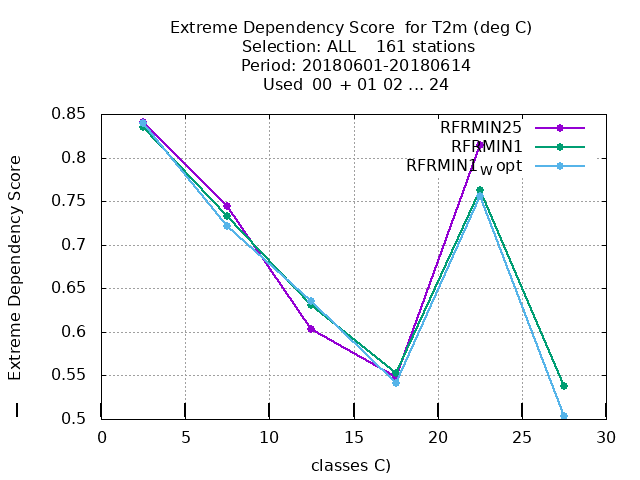 Extreme Dependency Score  for T2m (deg C)
Selection: ALL    161 stations
Period: 20180601-20180614
Used  00  + 01 02 ... 24
RFRMIN25
RFRMIN1
RFRMIN1W opt
0.85
0.8
0.75
0.7
0.65
0.6
0.55
0.5
Extreme Dependency Score
0 5 10 15 20 25 30
classes C)